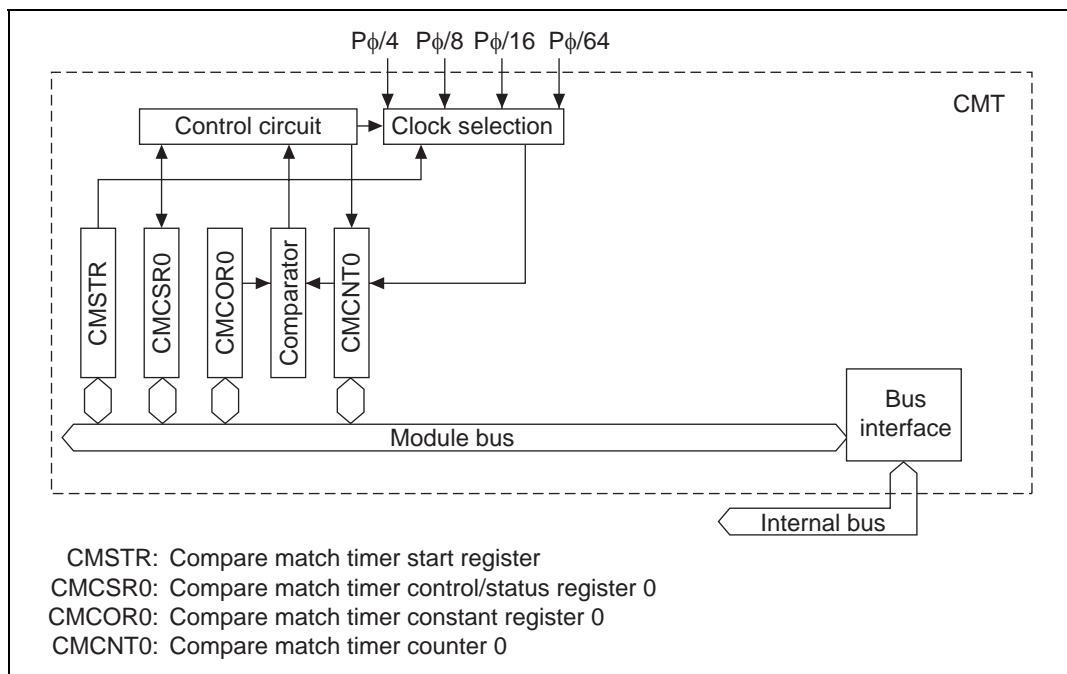 Pφ/4 Pφ/8 Pφ/16 Pφ/64
CMT
Control circuit
Clock selection
CMSTR
CMCSR0
CMCOR0
Comparator
CMCNT0
Bus
interface
Module bus
Internal bus
CMSTR: Compare match timer start register
CMCSR0: Compare match timer control/status register 0
CMCOR0: Compare match timer constant register 0
CMCNT0: Compare match timer counter 0